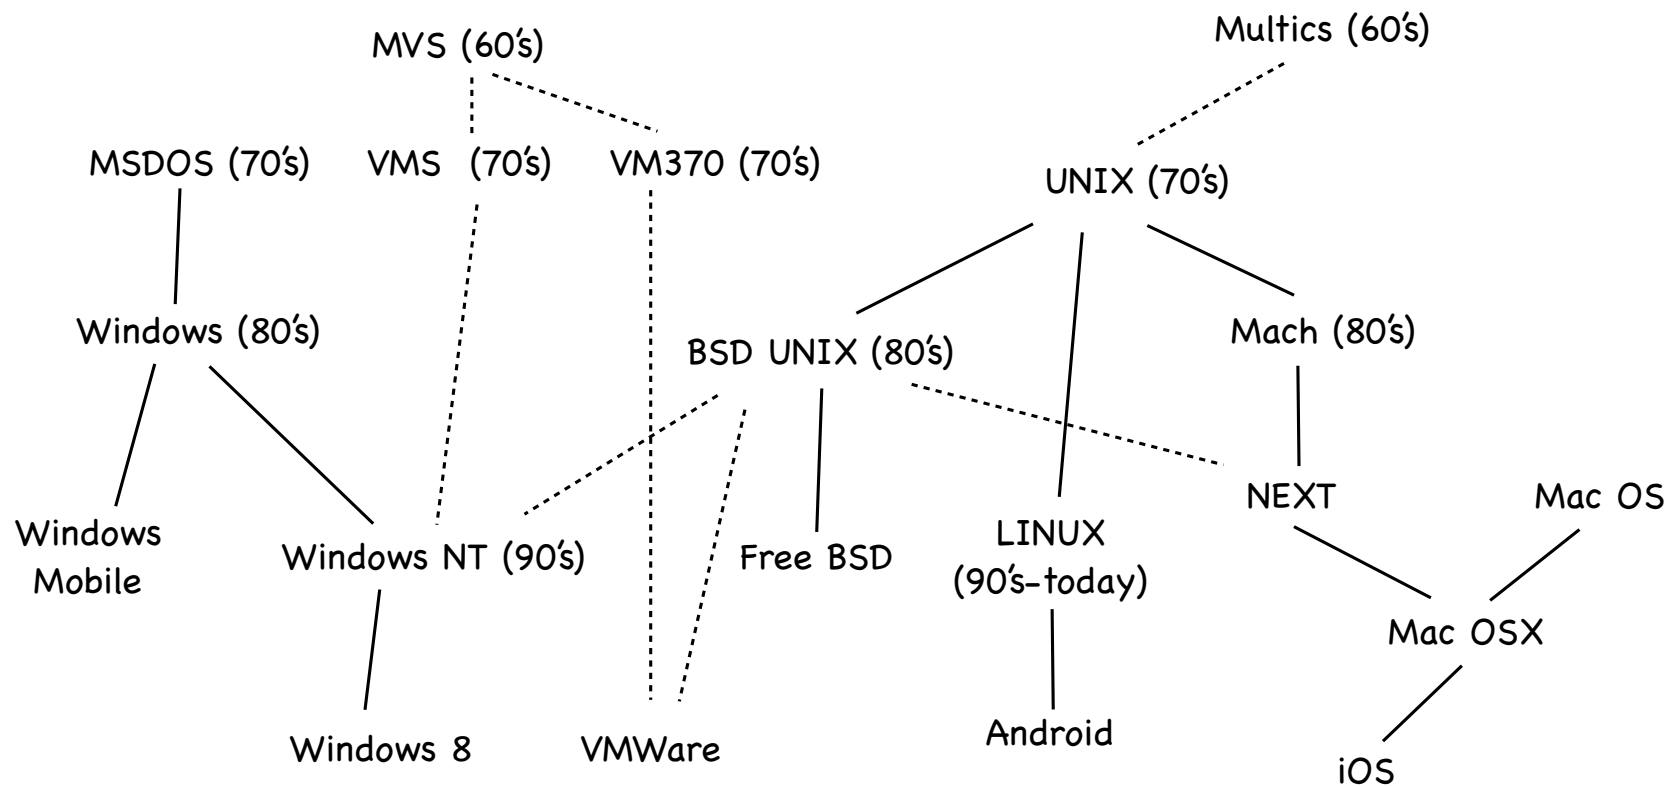 MVS (60's)
Multics (60's)
MSDOS (70's)
VMS (70's)
VM370 (70's)
UNIX (70's)
Windows (80's)
BSD UNIX (80's)
Mach (80's)
Windows
Mobile
Windows NT (90's)
Free BSD
LINUX
(90's-today)
NEXT
Mac OS
Mac OSX
Windows 8
VMWare
Android
iOS